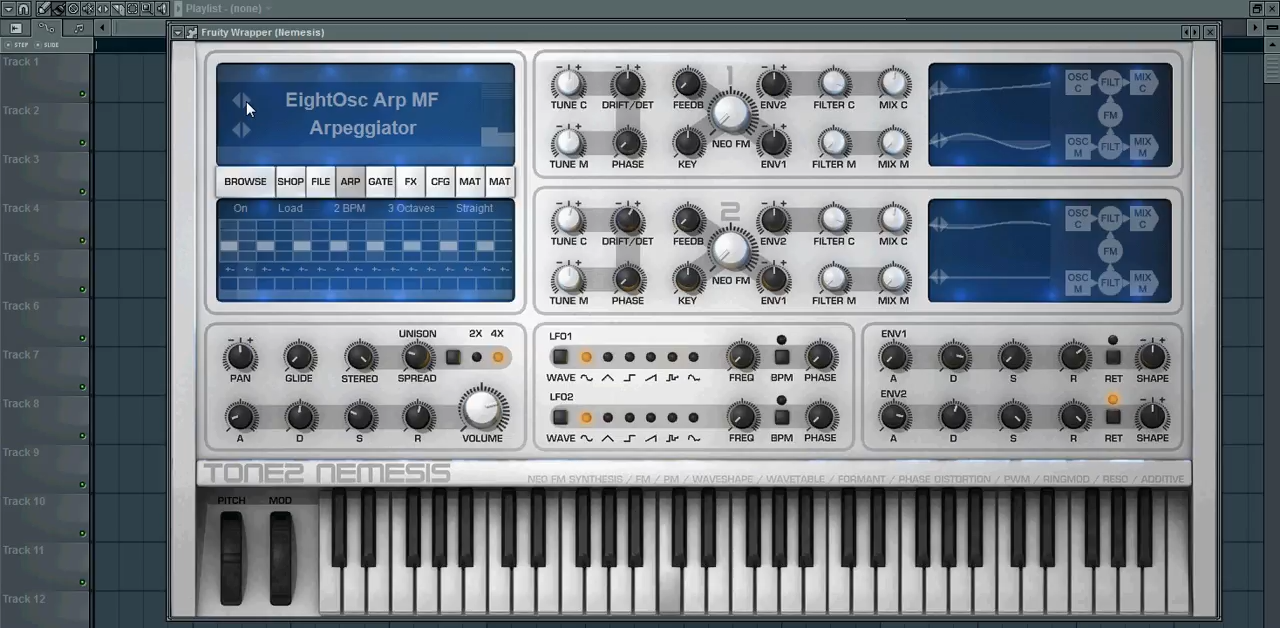 Playlist - (none)
STEP SLIDE
Fruity Wrapper (Nemesis)
Track 1
Track 2
Track 3
Track 4
Track 5
Track 6
Track 7
Track 8
Track 9
Track 10
Track 11
Track 12
EightOsc Arp MF
Arpeggiator
BROWSE SHOP FILE ARP GATE FX CFG MAT MAT
On Load 2 BPM 3 Octaves Straight
1
TUNE C DRIFT/DET FEEDB ENV2 FILTER C MIX C
NEO FM
TUNE M PHASE KEY ENV1 FILTER M MIX M
OSC C FILT MIX C
FM
OSC M FILT MIX M
2
TUNE C DRIFT/DET FEEDB ENV2 FILTER C MIX C
NEO FM
TUNE M PHASE KEY ENV1 FILTER M MIX M
OSC C FILT MIX C
FM
OSC M FILT MIX M
UNISON 2X 4X
PAN GLIDE STEREO SPREAD
A D S R VOLUME
LFO1
WAVE FREQ BPM PHASE
LFO2
WAVE FREQ BPM PHASE
ENV1
A D S R RET SHAPE
ENV2
A D S R RET SHAPE
TONE2 NEMESIS
NEO FM SYNTHESIS / FM / PM / WAVESHAPE / WAVETABLE / FORMANT / PHASE DISTORTION / PWM / RINGMOD / RESO / ADDITIVE
PITCH MOD